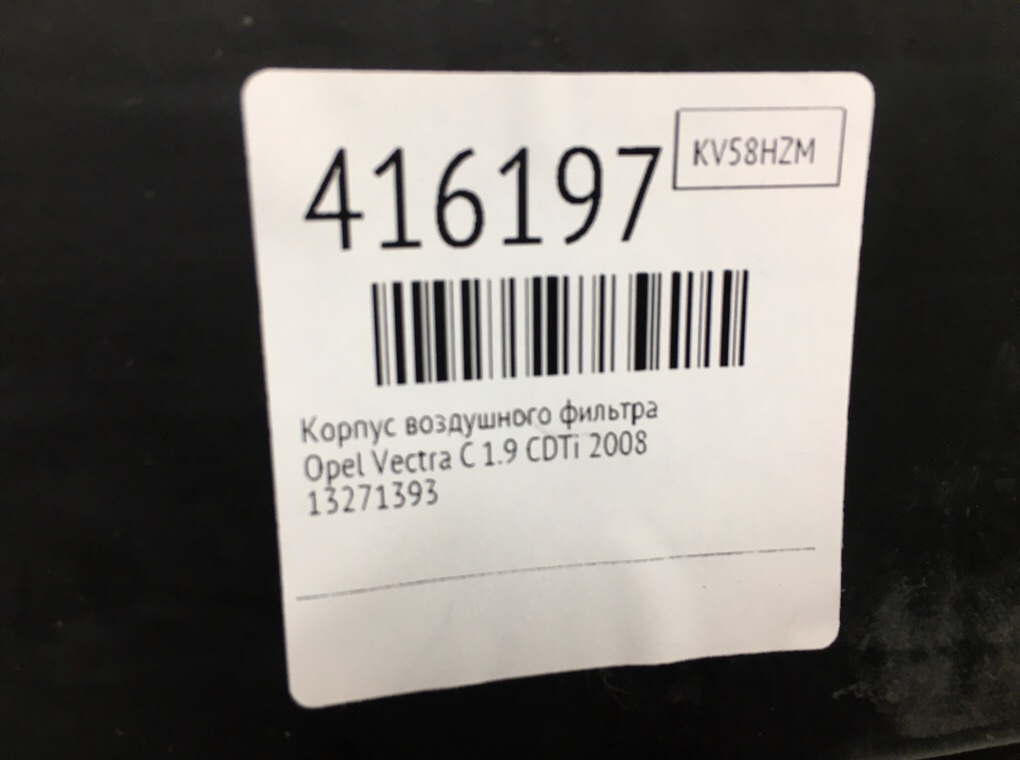 KV58HZM
416197
Корпус воздушного фильтра
Opel Vectra C 1.9 CDTi 2008
13271393